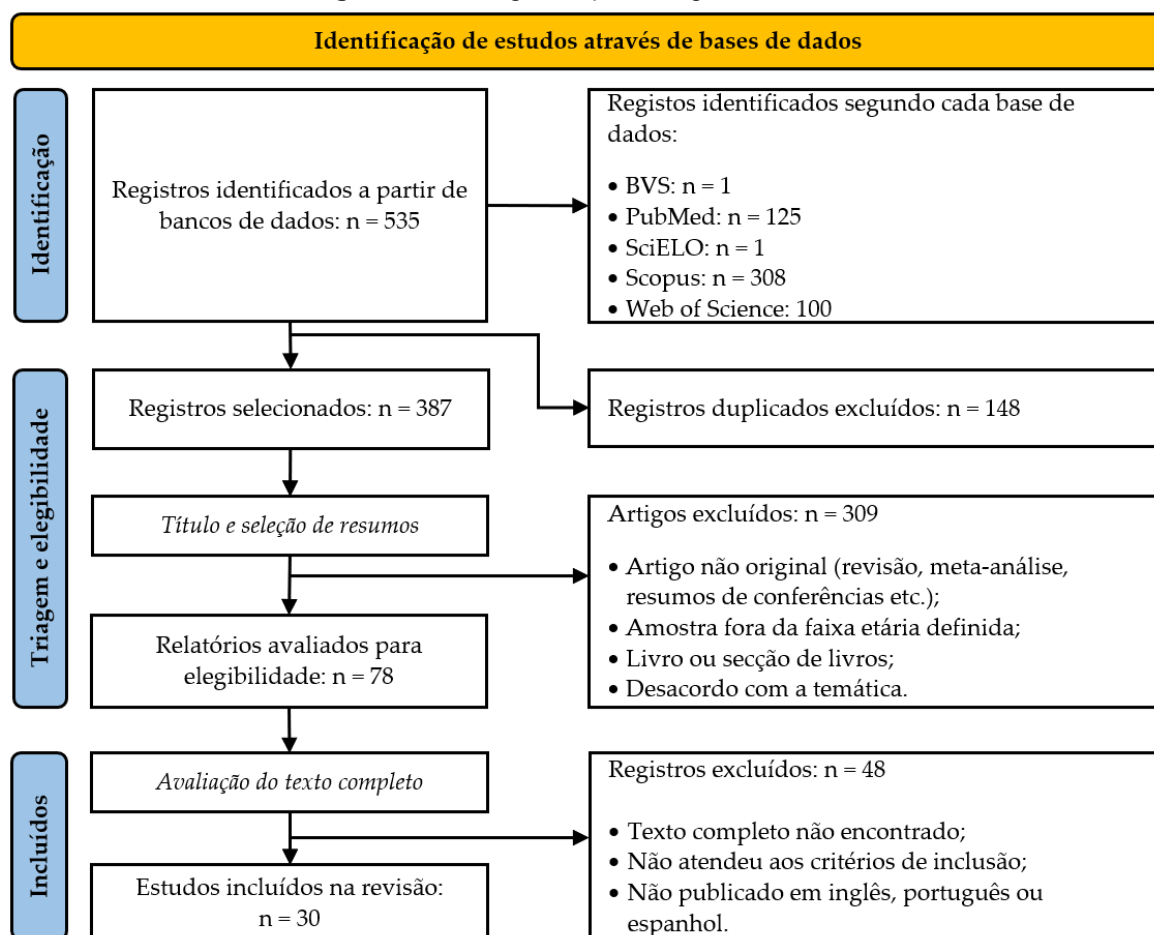 Identificação de estudos através de bases de dados
Identificação
Registros identificados a partir de
bancos de dados: n = 535
Registos identificados segundo cada base de
dados:
• BVS: n = 1
• PubMed: n = 125
• SciELO: n = 1
• Scopus: n = 308
• Web of Science: 100
Triagem e elegibilidade
Registros selecionados: n = 387
Registros duplicados excluídos: n = 148
Título e seleção de resumos
Artigos excluídos: n = 309
• Artigo não original (revisão, meta-análise,
resumos de conferências etc.);
• Amostra fora da faixa etária definida;
• Livro ou secção de livros;
• Desacordo com a temática.
Relatórios avaliados para
elegibilidade: n = 78
Incluídos
Avaliação do texto completo
Registros excluídos: n = 48
• Texto completo não encontrado;
• Não atendeu aos critérios de inclusão;
• Não publicado em inglês, português ou
espanhol.
Estudos incluídos na revisão:
n = 30